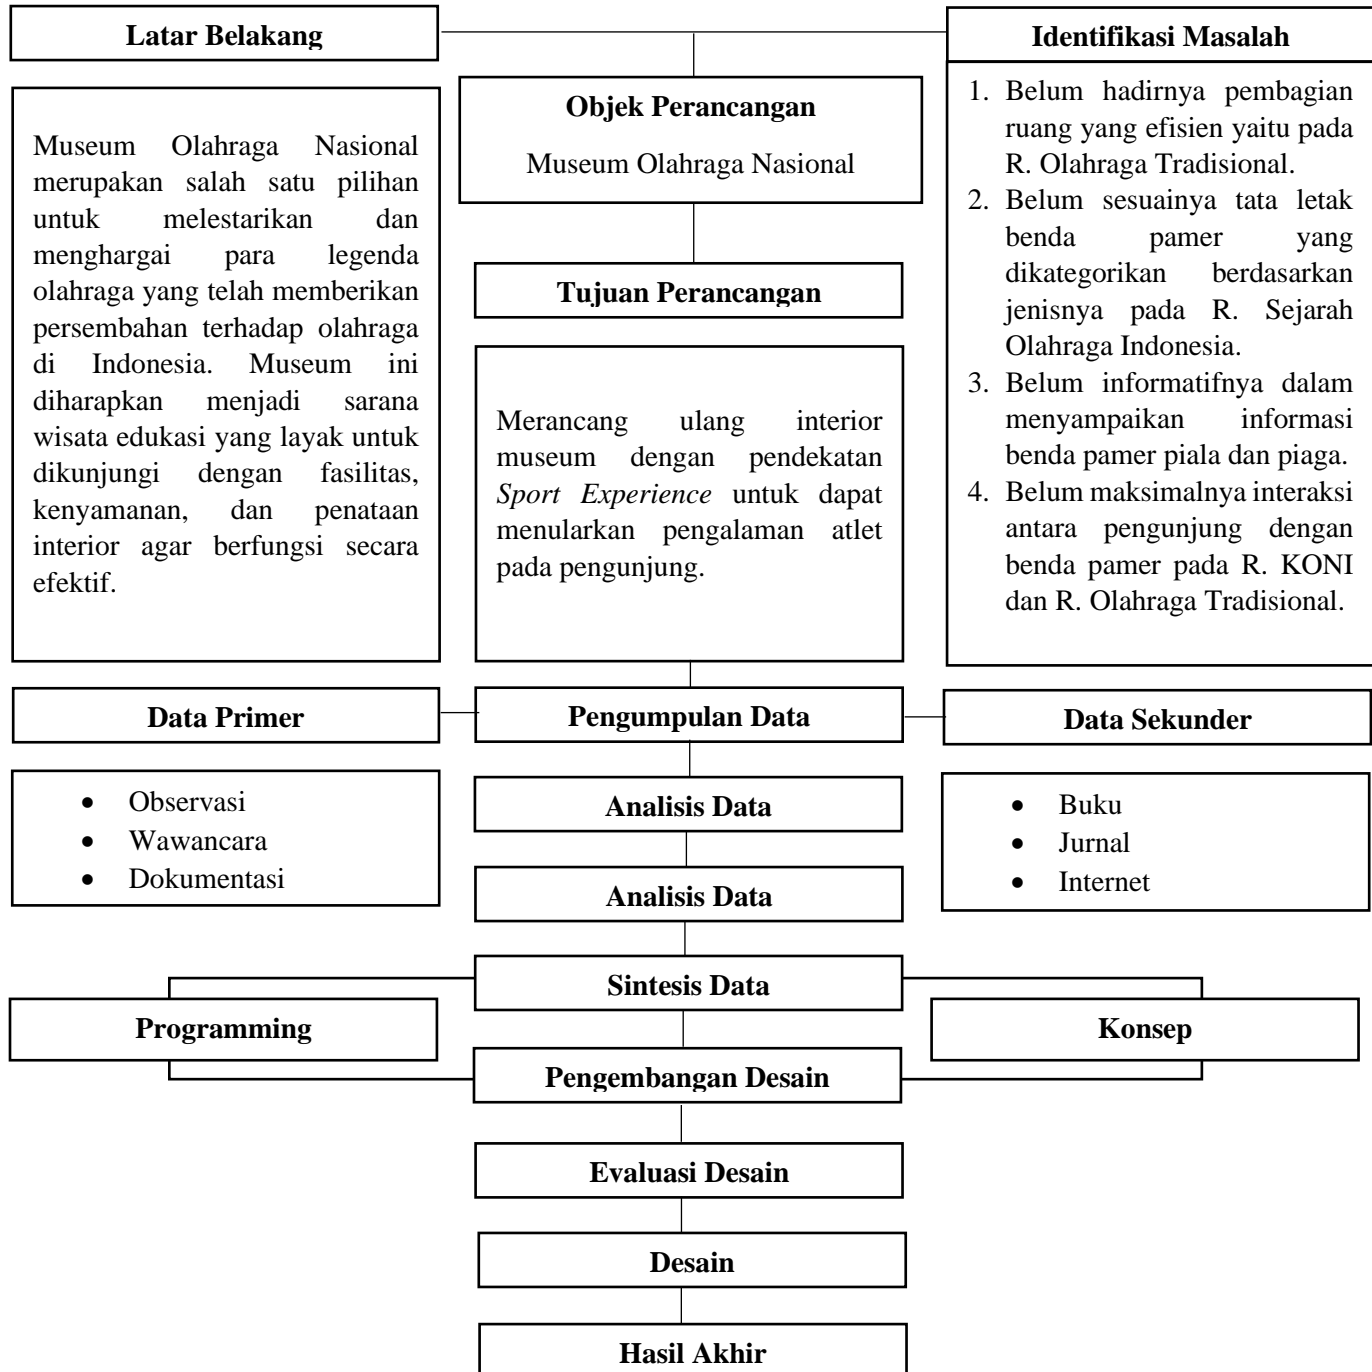 Latar Belakang
Identifikasi Masalah
Objek Perancangan
Museum Olahraga Nasional
Museum Olahraga Nasional
merupakan salah satu pilihan
untuk melestarikan dan
menghargai para legenda
olahraga yang telah memberikan
persembahan terhadap olahraga
di Indonesia. Museum ini
diharapkan menjadi sarana
wisata edukasi yang layak untuk
dikunjungi dengan fasilitas,
kenyamanan, dan penataan
interior agar berfungsi secara
efektif.
Tujuan Perancangan
Merancang ulang interior
museum dengan pendekatan
Sport Experience untuk dapat
menularkan pengalaman atlet
pada pengunjung.
1. Belum hadirnya pembagian
ruang yang efisien yaitu pada
R. Olahraga Tradisional.
2. Belum sesuainya tata letak
benda pamer yang
dikategorikan berdasarkan
jenisnya pada R. Sejarah
Olahraga Indonesia.
3. Belum informatifnya dalam
menyampaikan informasi
benda pamer piala dan piaga.
4. Belum maksimalnya interaksi
antara pengunjung dengan
benda pamer pada R. KONI
dan R. Olahraga Tradisional.
Data Primer
Pengumpulan Data
Data Sekunder
• Observasi
• Wawancara
• Dokumentasi
Analisis Data
Analisis Data
• Buku
• Jurnal
• Internet
Sintesis Data
Programming
Konsep
Pengembangan Desain
Evaluasi Desain
Desain
Hasil Akhir